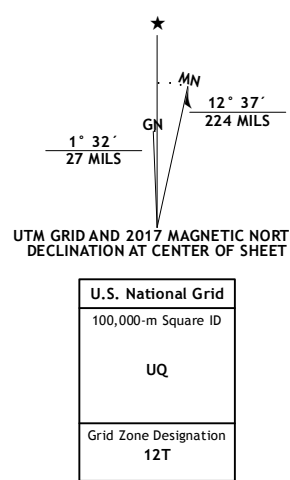 ★
MN
GN
12° 37´
224 MILS
1° 32´
27 MILS
UTM GRID AND 2017 MAGNETIC NORT
DECLINATION AT CENTER OF SHEET
U.S. National Grid
100,000-m Square ID
UQ
Grid Zone Designation
12T